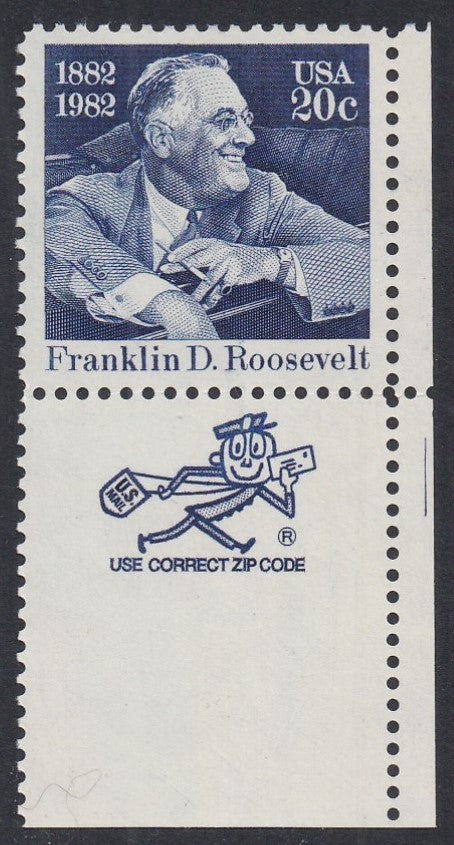 1882
1982
USA
20c
Franklin D. Roosevelt
U.S.
MAIL
®
USE CORRECT ZIP CODE